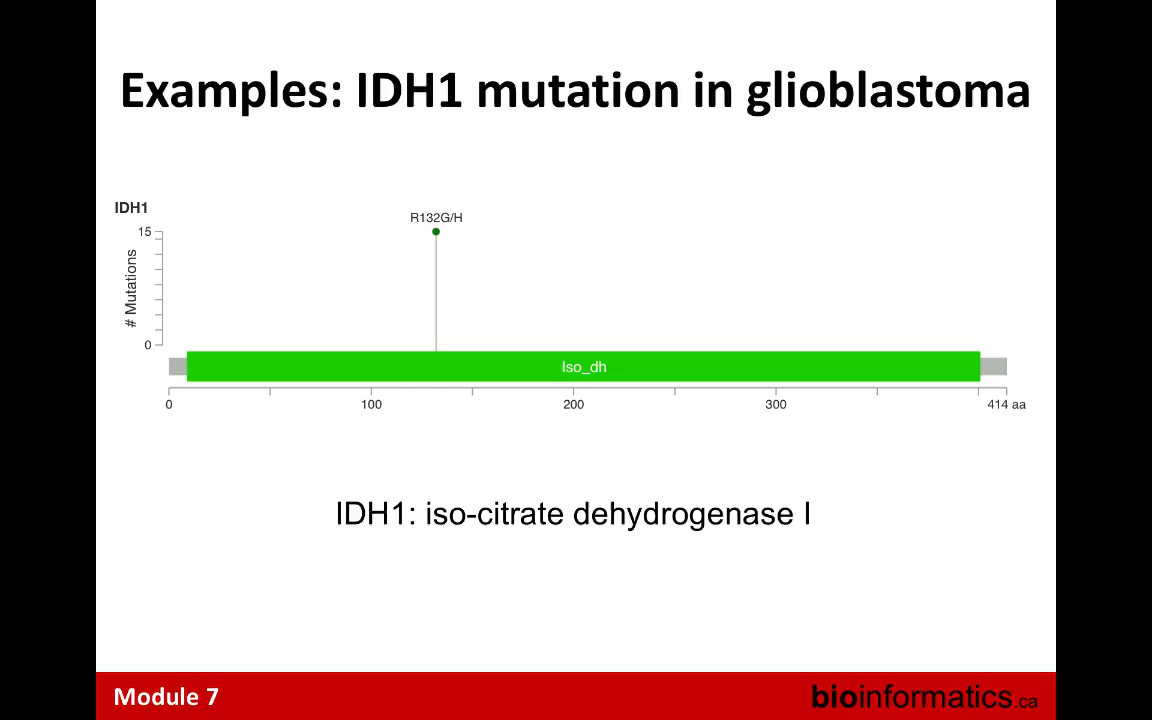 Examples: IDH1 mutation in glioblastoma
IDH1
R132G/H
15
# Mutations
0
Iso_dh
0 100 200 300 414 aa
IDH1: iso-citrate dehydrogenase I
Module 7 bioinformatics.ca